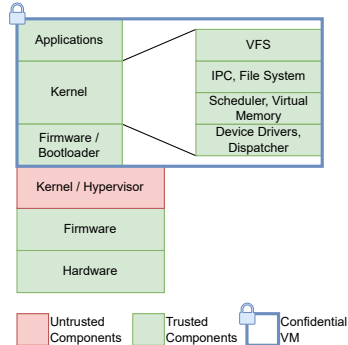 Applications
Kernel
Firmware /
Bootloader
VFS
IPC, File System
Scheduler, Virtual
Memory
Device Drivers,
Dispatcher
Kernel / Hypervisor
Firmware
Hardware
Untrusted
Components
Trusted
Components
Confidential
VM